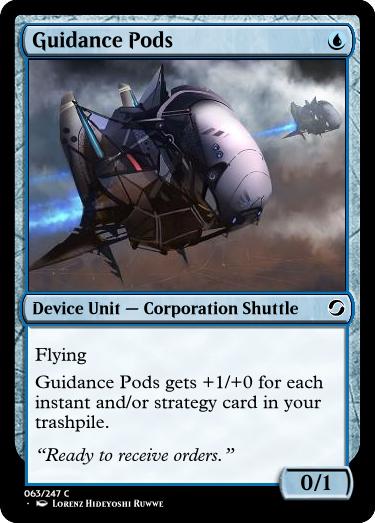 Guidance Pods
Device Unit — Corporation Shuttle
Flying
Guidance Pods gets +1/+0 for each
instant and/or strategy card in your
trashpile.
“Ready to receive orders.”
0/1
063/247 C
· Lorenz Hideyoshi Ruwwe